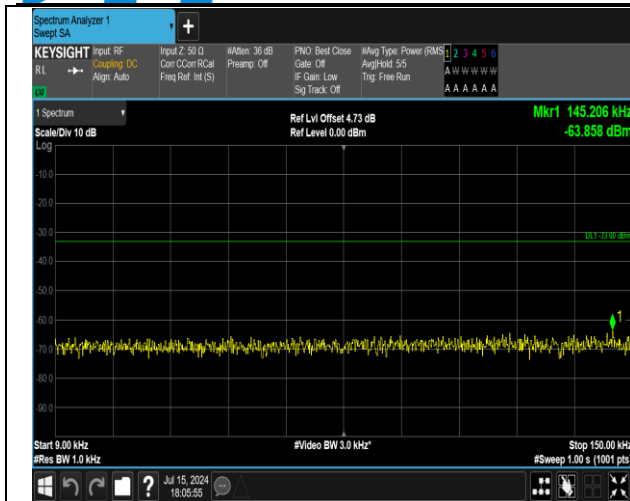 Spectrum Analyzer 1
Swept SA
+
KEYSIGHT Input: RF Input Z: 50 Ω #Atten: 36 dB PNO: Best Close #Avg Type: Power (RMS 1 2 3 4 5 6
RL Coupling: DC Corr CCorr RCal Preamp: Off Gate: Off Avg|Hold: 5/5 A W W W W W
Align: Auto Freq Ref: Int (S) IF Gain: Low Trig: Free Run
Sig Track: Off A A A A A A
1 Spectrum Ref Lvl Offset 4.73 dB Mkr1 145.206 kHz
Scale/Div 10 dB Ref Level 0.00 dBm -63.858 dBm
Log
-10.0
-20.0
-30.0
DL1 -33.00 dBm
-40.0
-50.0
-60.0
1
-70.0
-80.0
-90.0
Start 9.00 kHz #Video BW 3.0 kHz* Stop 150.00 kHz
#Res BW 1.0 kHz #Sweep 1.00 s (1001 pts
? Jul 15, 2024
18:05:55